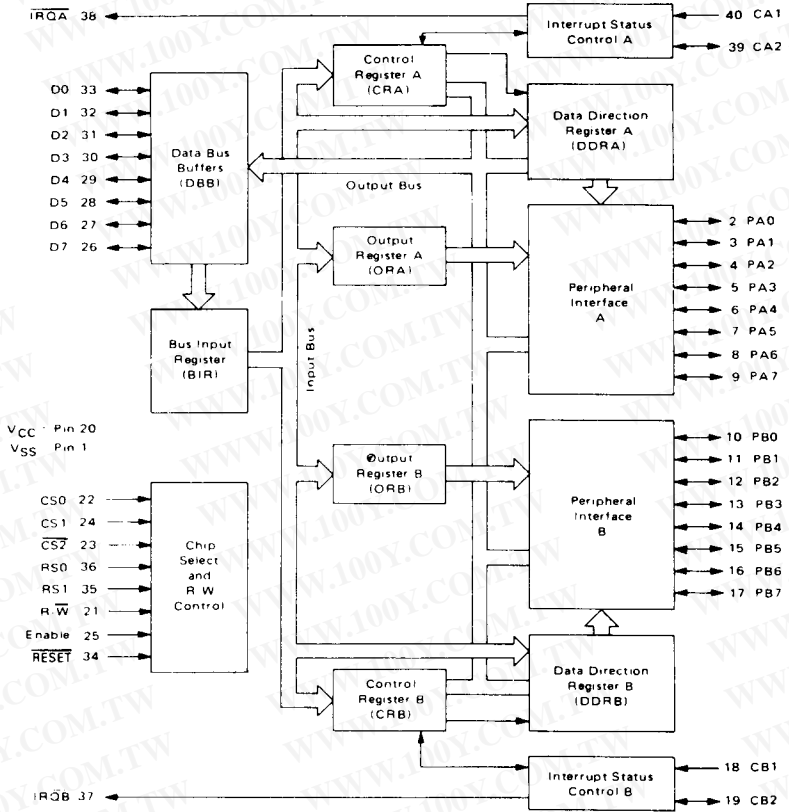 IRQA 38
Interrupt Status
Control A
40 CA1
39 CA2
Control
Register A
(CRA)
D0 33
D1 32
D2 31
D3 30
D4 29
D5 28
D6 27
D7 26
Data Bus
Buffers
(DBB)
Data Direction
Register A
(DDRA)
Output Bus
Output
Register A
(ORA)
Peripheral
Interface
A
2 PA0
3 PA1
4 PA2
5 PA3
6 PA4
7 PA5
8 PA6
9 PA7
Bus Input
Register
(BIR)
Input Bus
VCC Pin 20
VSS Pin 1
Output
Register B
(ORB)
Peripheral
Interface
B
10 PB0
11 PB1
12 PB2
13 PB3
14 PB4
15 PB5
16 PB6
17 PB7
CS0 22
CS1 24
CS2 23
RS0 36
RS1 35
R W 21
Enable 25
RESET 34
Chip
Select
and
R W
Control
Control
Register B
(CRB)
Data Direction
Register B
(DDRB)
IRQB 37
Interrupt Status
Control B
18 CB1
19 CB2
WWW.100Y.COM.TW